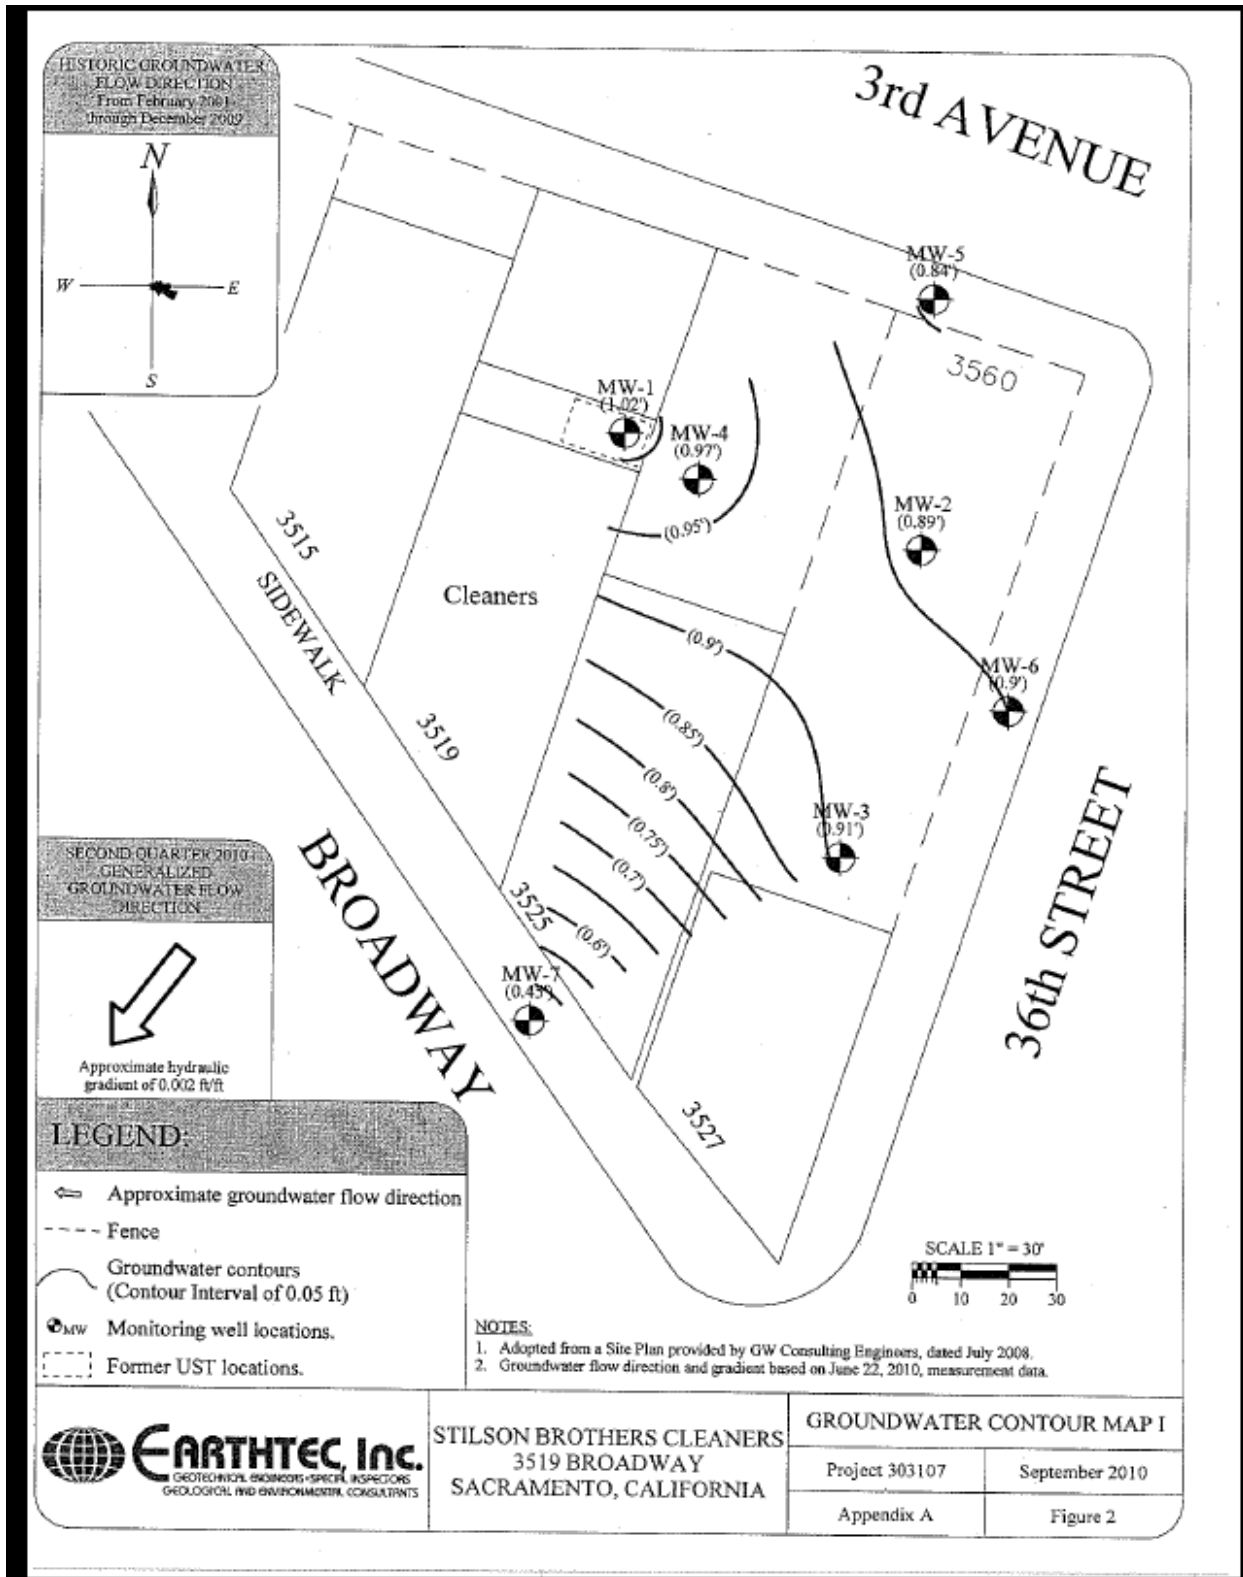 HISTORIC GROUNDWATER
FLOW DIRECTION
From February 2001
through December 2009
N
W
E
S
3rd AVENUE
MW-5
(0.84')
3560
MW-1
(1.02')
MW-4
(0.97')
MW-2
(0.89')
(0.95')
3515
SIDEWALK
Cleaners
(0.9')
MW-6
(0.9')
(0.85')
3519
(0.8')
MW-3
(0.91')
(0.75')
(0.7')
36th STREET
BROADWAY
3525
(0.6')
MW-7
(0.43')
SECOND QUARTER 2010
GENERALIZED
GROUNDWATER FLOW
DIRECTION
Approximate hydraulic
gradient of 0.002 ft/ft
3527
LEGEND:
Approximate groundwater flow direction
Fence
Groundwater contours
(Contour Interval of 0.05 ft)
MW
Monitoring well locations.
Former UST locations.
SCALE 1" = 30'
0 10 20 30
NOTES:
1. Adopted from a Site Plan provided by GW Consulting Engineers, dated July 2008.
2. Groundwater flow direction and gradient based on June 22, 2010, measurement data.
EARTHTEC, Inc.
GEOTECHNICAL ENGINEERS • SPECIAL INSPECTORS
GEOLOGICAL AND ENVIRONMENTAL CONSULTANTS
STILSON BROTHERS CLEANERS
3519 BROADWAY
SACRAMENTO, CALIFORNIA
GROUNDWATER CONTOUR MAP I
Project 303107
September 2010
Appendix A
Figure 2